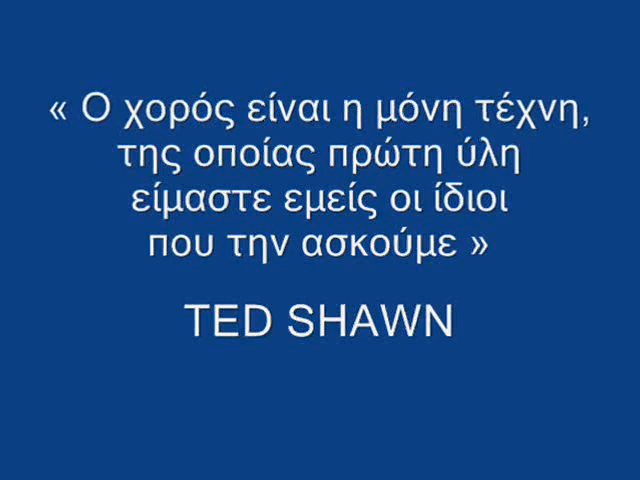 « Ο χορός είναι η μόνη τέχνη,
της οποίας πρώτη ύλη
είμαστε εμείς οι ίδιοι
που την ασκούμε »
TED SHAWN